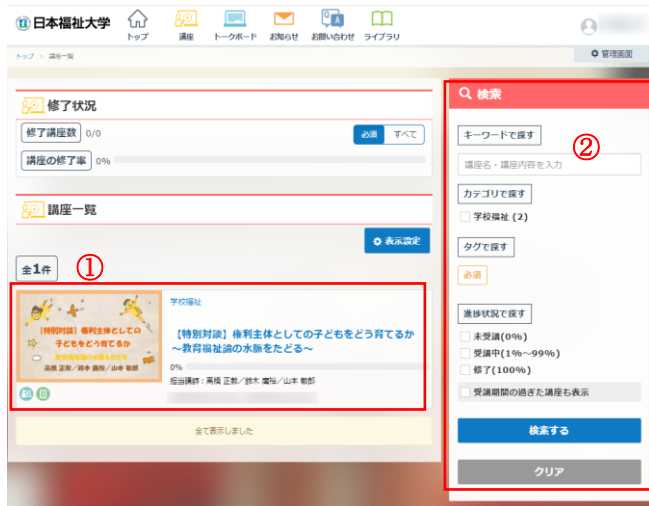 日本福祉大学
トップ
講座
トークボード
お知らせ
お問い合わせ
ライブラリ
トップ > 講座一覧
管理画面
修了状況
修了講座数 0/0
必須 すべて
講座の修了率 0%
講座一覧
表示設定
全1件
①
【特別対談】権利主体としての
子どもをどう育てるか
教育福祉論の水脈をたどる
高橋 正教/鈴木 庸裕/山本 敏郎
学校福祉
【特別対談】権利主体としての子どもをどう育てるか
～教育福祉論の水脈をたどる～
0%
担当講師：高橋 正教／鈴木 庸裕／山本 敏郎
全て表示しました
検索
②
キーワードで探す
講座名・講座内容を入力
カテゴリで探す
学校福祉 (2)
タグで探す
必須
進捗状況で探す
未受講(0%)
受講中(1%～99%)
修了(100%)
受講期間の過ぎた講座も表示
検索する
クリア